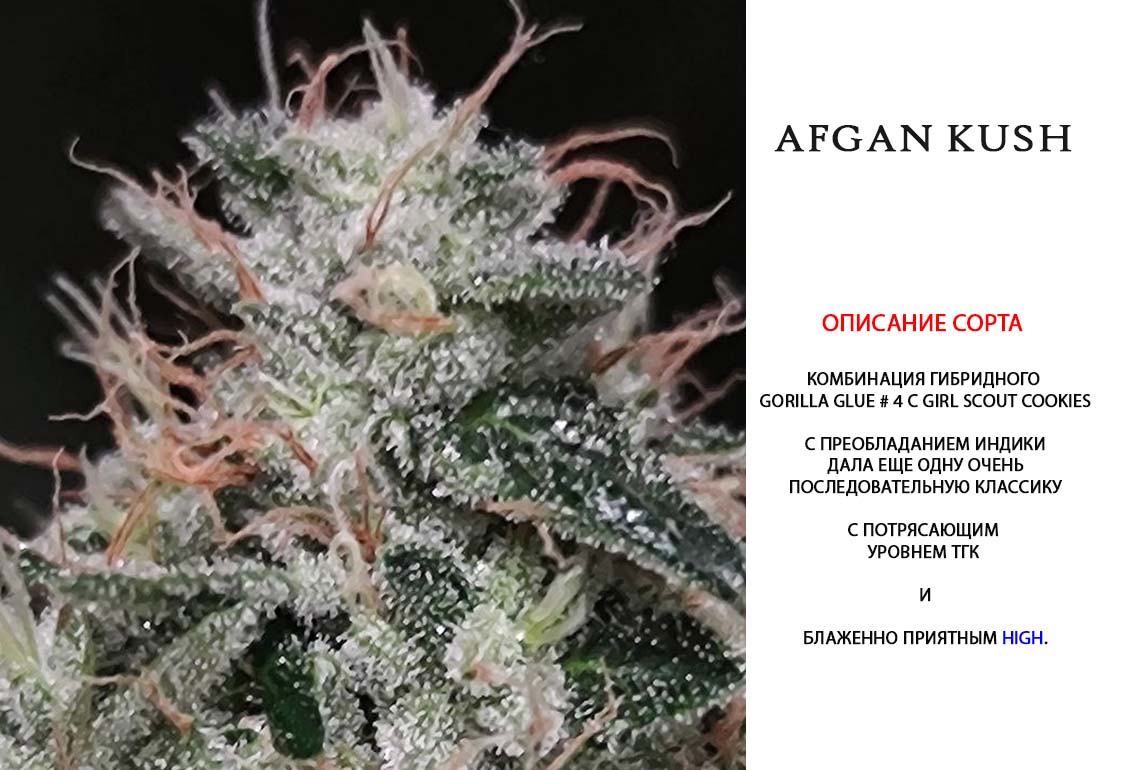 AFGAN KUSH
ОПИСАНИЕ СОРТА
КОМБИНАЦИЯ ГИБРИДНОГО
GORILLA GLUE # 4 С GIRL SCOUT COOKIES
С ПРЕОБЛАДАНИЕМ ИНДИКИ
ДАЛА ЕЩЕ ОДНУ ОЧЕНЬ
ПОСЛЕДОВАТЕЛЬНУЮ КЛАССИКУ
С ПОТРЯСАЮЩИМ
УРОВНЕМ ТГК
И
БЛАЖЕННО ПРИЯТНЫМ HIGH.